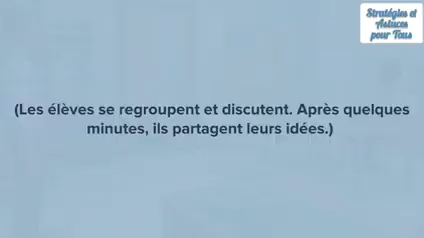 Stratégies et
Astuces
pour Tous
(Les élèves se regroupent et discutent. Après quelques
minutes, ils partagent leurs idées.)